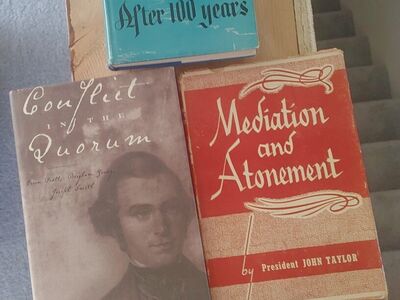 After 100 years
Conflict
IN THE
Quorum
Orson Pratt, Brigham Young,
Joseph Smith
Mediation
and
Atonement
by President JOHN TAYLOR